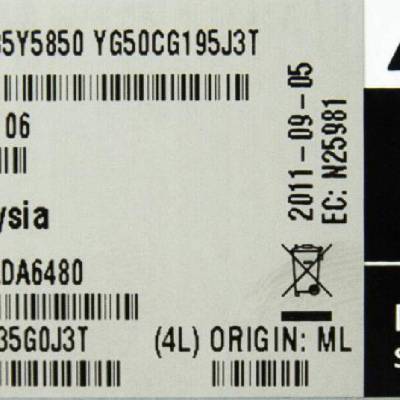 5Y5850 YG50CG195J3T
06
ysia
DA6480
35G0J3T (4L) ORIGIN: ML
2011-09-05
EC: N25981